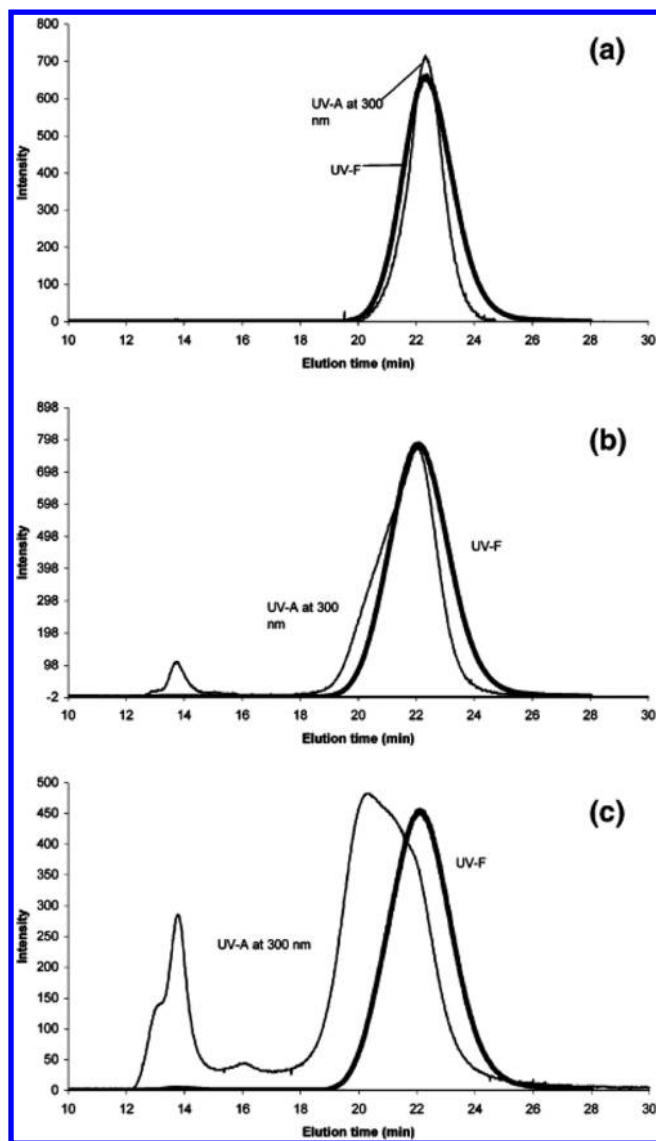 (a)
800
700
600
500
400
300
200
100
0
Intensity
UV-A at 300
nm
UV-F
10 12 14 16 18 20 22 24 26 28 30
Elution time (min)
(b)
898
798
698
598
498
398
298
198
98
-2
Intensity
UV-F
UV-A at 300
nm
10 12 14 16 18 20 22 24 26 28 30
Elution time (min)
(c)
500
450
400
350
300
250
200
150
100
50
0
Intensity
UV-F
UV-A at 300 nm
10 12 14 16 18 20 22 24 26 28 30
Elution time (min)